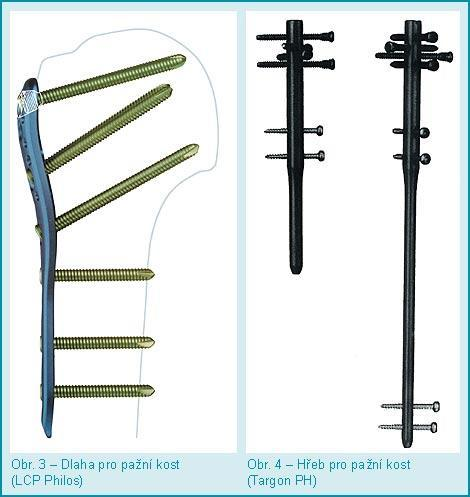 Obr. 3 – Dlaha pro pažní kost
(LCP Philos)
Obr. 4 – Hřeb pro pažní kost
(Targon PH)